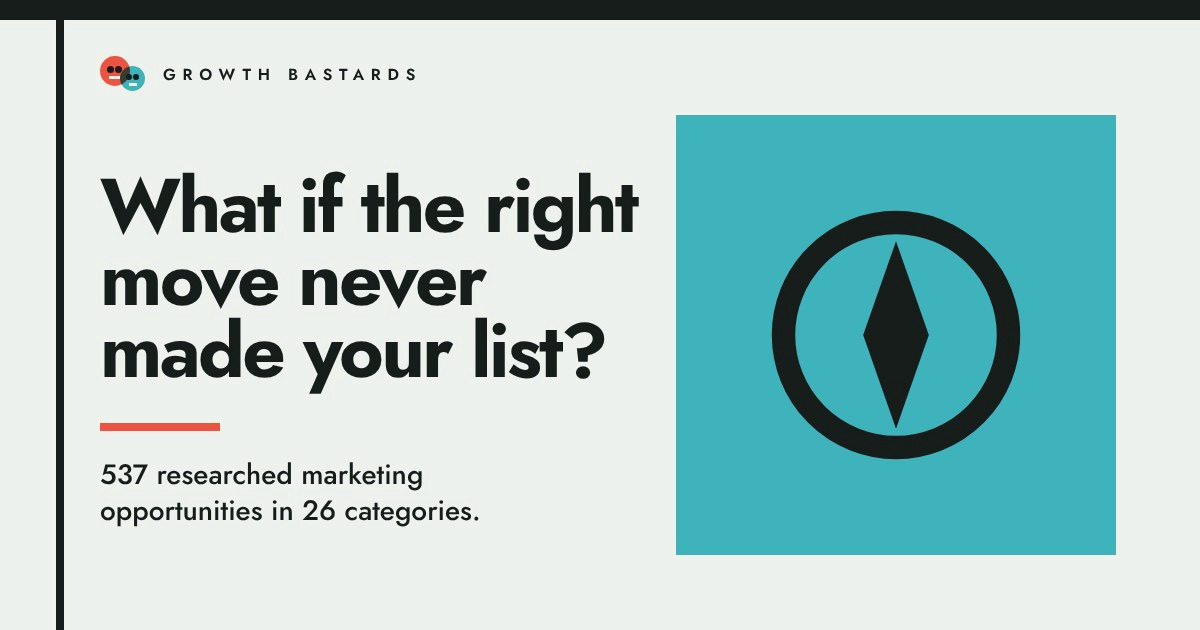 GROWTH BASTARDS
What if the right
move never
made your list?
537 researched marketing
opportunities in 26 categories.